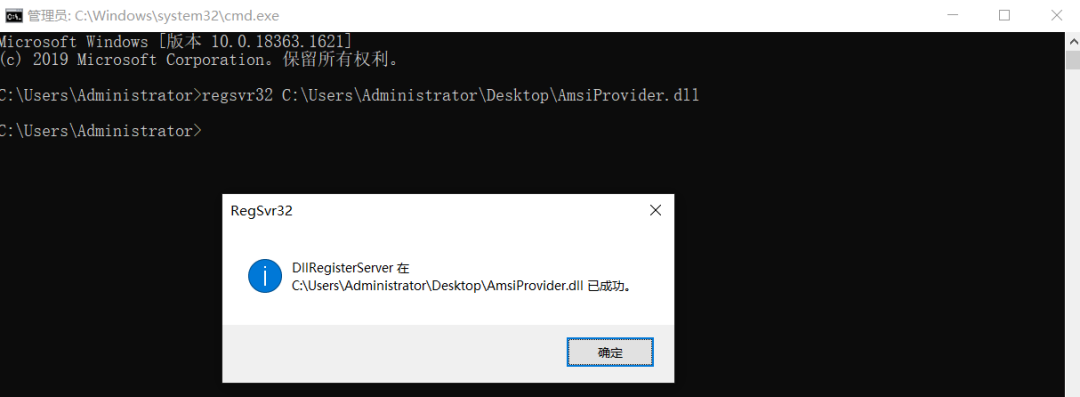 管理员: C:\Windows\system32\cmd.exe
Microsoft Windows [版本 10.0.18363.1621]
(c) 2019 Microsoft Corporation。保留所有权利。
C:\Users\Administrator>regsvr32 C:\Users\Administrator\Desktop\AmsiProvider.dll
C:\Users\Administrator>
RegSvr32
DllRegisterServer 在
C:\Users\Administrator\Desktop\AmsiProvider.dll 已成功。
确定